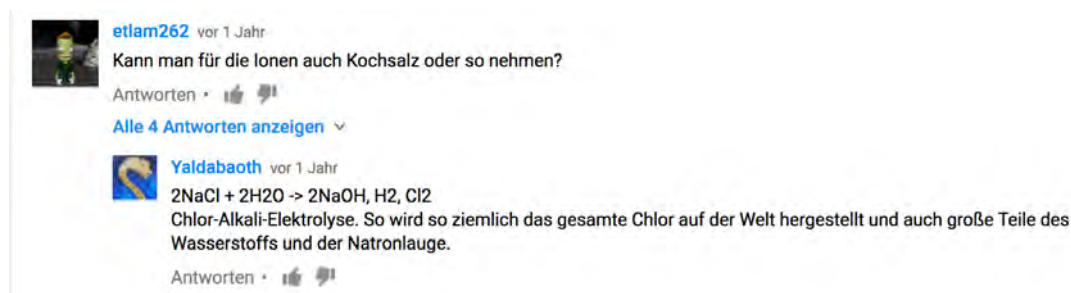 etlam262 vor 1 Jahr
Kann man für die Ionen auch Kochsalz oder so nehmen?
Antworten •
Alle 4 Antworten anzeigen
Yaldabaoth vor 1 Jahr
2NaCl + 2H2O -> 2NaOH, H2, Cl2
Chlor-Alkali-Elektrolyse. So wird so ziemlich das gesamte Chlor auf der Welt hergestellt und auch große Teile des
Wasserstoffs und der Natronlauge.
Antworten •